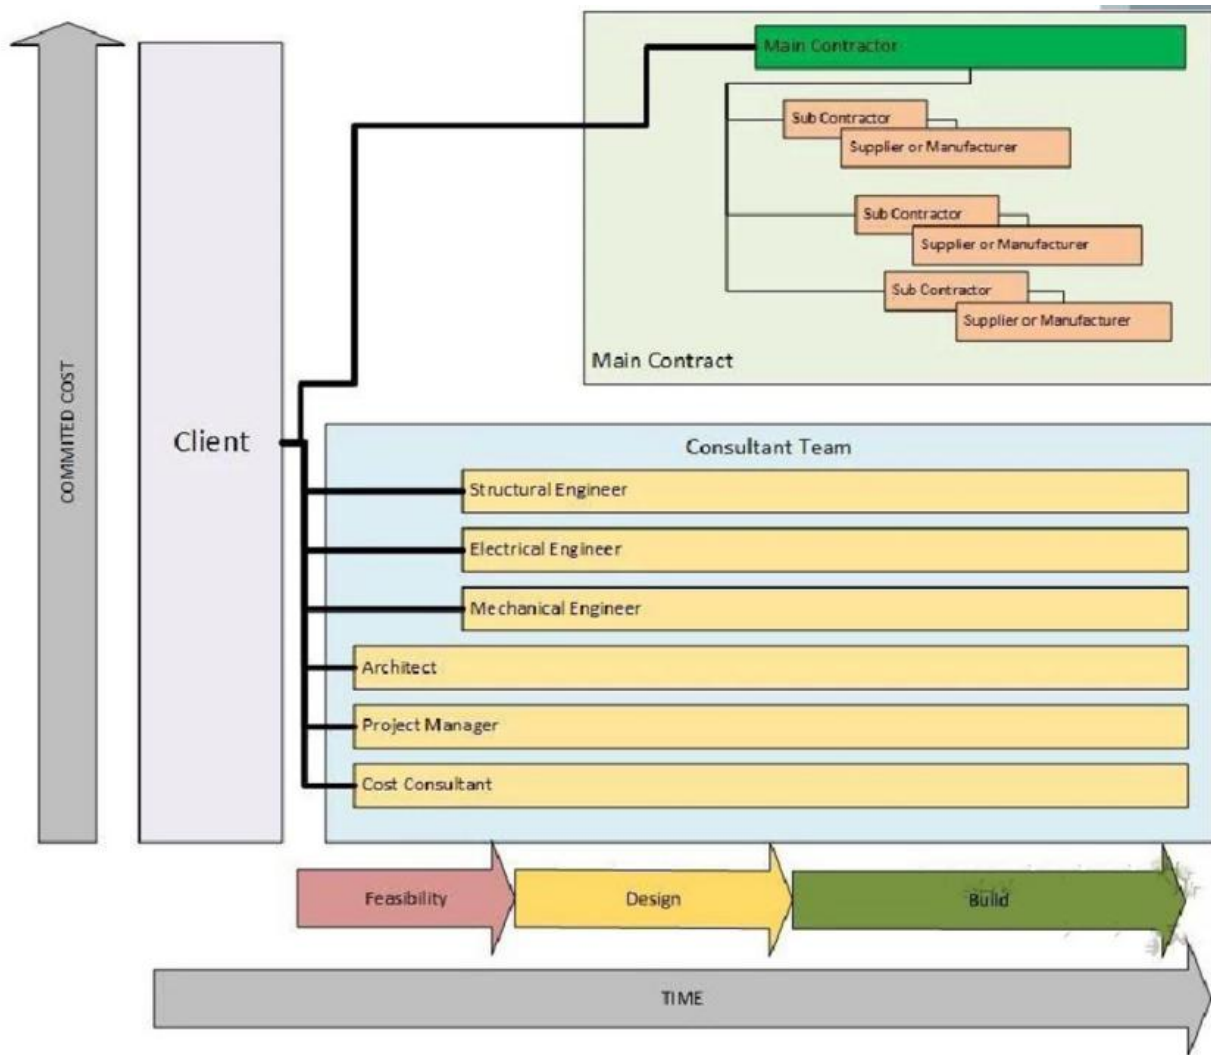 Main Contractor
Sub Contractor
Supplier or Manufacturer
Sub Contractor
Supplier or Manufacturer
Sub Contractor
Supplier or Manufacturer
Main Contract
COMMITED COST
Client
Consultant Team
Structural Engineer
Electrical Engineer
Mechanical Engineer
Architect
Project Manager
Cost Consultant
Feasibility
Design
Build
TIME